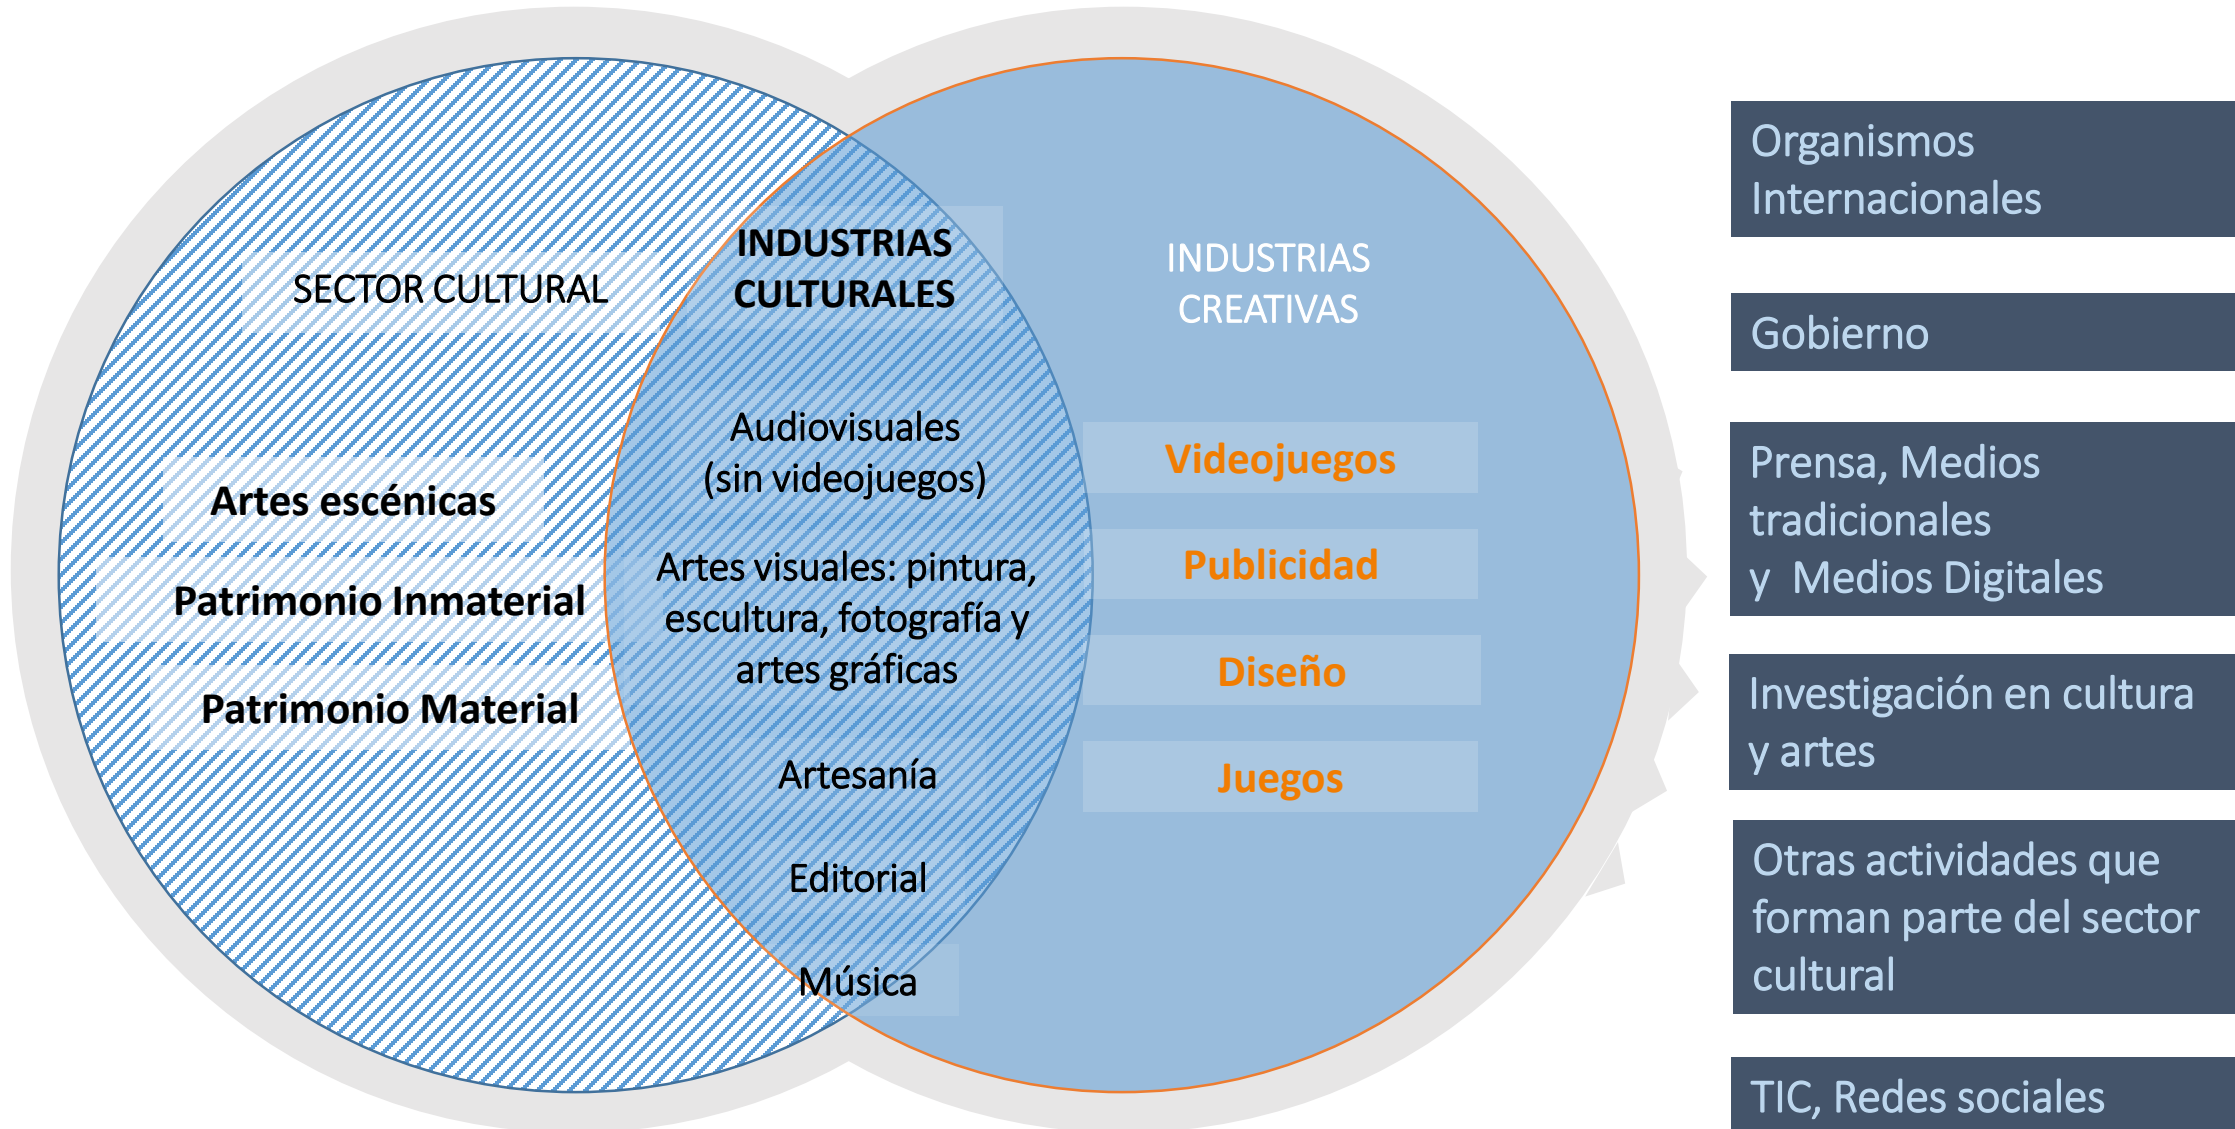 SECTOR CULTURAL
Artes escénicas
Patrimonio Inmaterial
Patrimonio Material
INDUSTRIAS
CULTURALES
Audiovisuales
(sin videojuegos)
Artes visuales: pintura,
escultura, fotografía y
artes gráficas
Artesanía
Editorial
Música
INDUSTRIAS
CREATIVAS
Videojuegos
Publicidad
Diseño
Juegos
Organismos
Internacionales
Gobierno
Prensa, Medios
tradicionales
y Medios Digitales
Investigación en cultura
y artes
Otras actividades que
forman parte del sector
cultural
TIC, Redes sociales